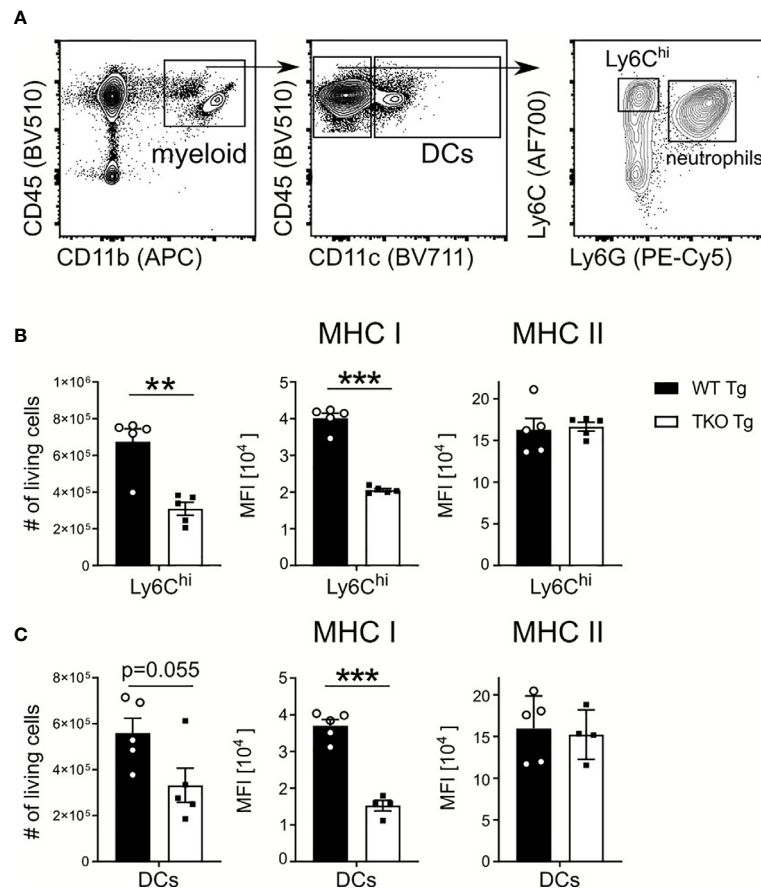 A
CD45 (BV510)
myeloid
CD11b (APC)
CD45 (BV510)
DCs
CD11c (BV711)
Ly6C (AF700)
Ly6Chi
neutrophils
Ly6G (PE-Cy5)
B
# of living cells
1×10⁶
8×10⁵
6×10⁵
4×10⁵
2×10⁵
0
**
Ly6Chi
MHC I
MFI [10⁴]
5
4
3
2
1
0
***
Ly6Chi
MHC II
MFI [10⁴]
20
15
10
5
0
Ly6Chi
WT Tg
TKO Tg
C
# of living cells
8×10⁵
6×10⁵
4×10⁵
2×10⁵
0
p=0.055
DCs
MHC I
MFI [10⁴]
5
4
3
2
1
0
***
DCs
MHC II
MFI [10⁴]
20
15
10
5
0
DCs